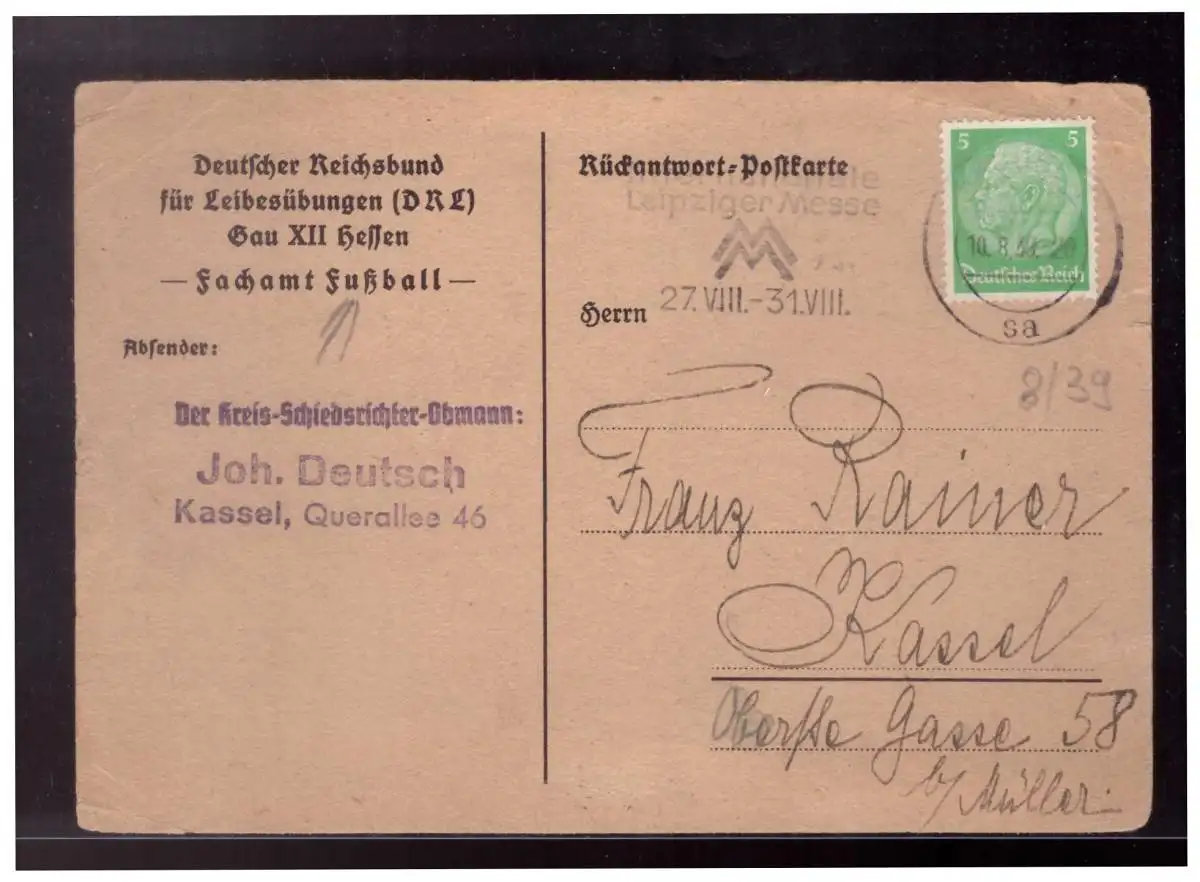 Deutscher Reichsbund
für Leibesübungen (DRL)
Gau XII Hessen
— Fachamt Fußball —
Absender:
Der Kreis-Schiedsrichter-Obmann:
Joh. Deutsch
Kassel, Querallee 46
Rückantwort-Postkarte
Leipziger Messe
27. VIII.-31. VIII.
5 5
Deutsches Reich
sa
8/39
Herrn
Franz Rainer
Kassel
Oberste Gasse 58
b/ Müller